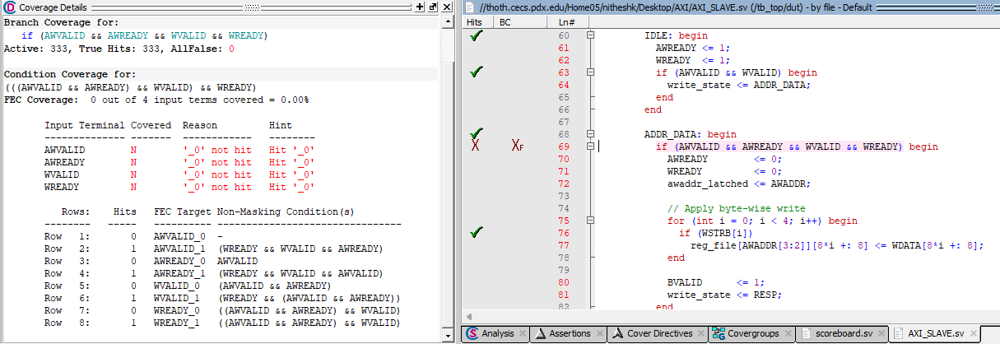 Coverage Details
Branch Coverage for:
if (AWVALID && AWREADY && WVALID && WREADY)
Active: 333, True Hits: 333, AllFalse: 0
Condition Coverage for:
(((AWVALID && AWREADY) && WVALID) && WREADY)
FEC Coverage: 0 out of 4 input terms covered = 0.00%
Input Terminal Covered Reason Hint
-------------- ------- ------------- --------
AWVALID N '_0' not hit Hit '_0'
AWREADY N '_0' not hit Hit '_0'
WVALID N '_0' not hit Hit '_0'
WREADY N '_0' not hit Hit '_0'
Rows: Hits FEC Target Non-Masking Condition(s)
Row 1: 0 AWVALID_0 -
Row 2: 1 AWVALID_1 (WREADY && WVALID && AWREADY)
Row 3: 0 AWREADY_0 AWVALID
Row 4: 1 AWREADY_1 (WREADY && WVALID && AWVALID)
Row 5: 0 WVALID_0 (AWVALID && AWREADY)
Row 6: 1 WVALID_1 (WREADY && (AWVALID && AWREADY))
Row 7: 0 WREADY_0 ((AWVALID && AWREADY) && WVALID)
Row 8: 1 WREADY_1 ((AWVALID && AWREADY) && WVALID)
//thoth.cecs.pdx.edu/Home05/nitheshk/Desktop/AXI/AXI_SLAVE.sv (/tb_top/dut) - by file - Default
Hits BC Ln#
60 IDLE: begin
61 AWREADY <= 1;
62 WREADY <= 1;
63 if (AWVALID && WVALID) begin
64 write_state <= ADDR_DATA;
65 end
66 end
67
68 ADDR_DATA: begin
X XF 69 if (AWVALID && AWREADY && WVALID && WREADY) begin
70 AWREADY <= 0;
71 WREADY <= 0;
72 awaddr_latched <= AWADDR;
73
74 // Apply byte-wise write
75 for (int i = 0; i < 4; i++) begin
76 if (WSTRB[i])
77 reg_file[AWADDR[3:2]][8*i +: 8] <= WDATA[8*i +: 8];
78 end
79
80 BVALID <= 1;
81 write_state <= RESP;
82 end
Analysis Assertions Cover Directives Covergroups scoreboard.sv AXI_SLAVE.sv